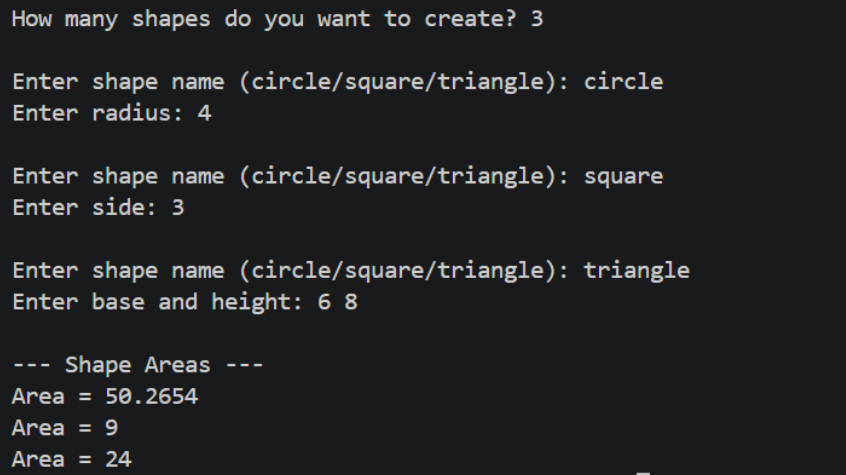 How many shapes do you want to create? 3
Enter shape name (circle/square/triangle): circle
Enter radius: 4
Enter shape name (circle/square/triangle): square
Enter side: 3
Enter shape name (circle/square/triangle): triangle
Enter base and height: 6 8
--- Shape Areas ---
Area = 50.2654
Area = 9
Area = 24